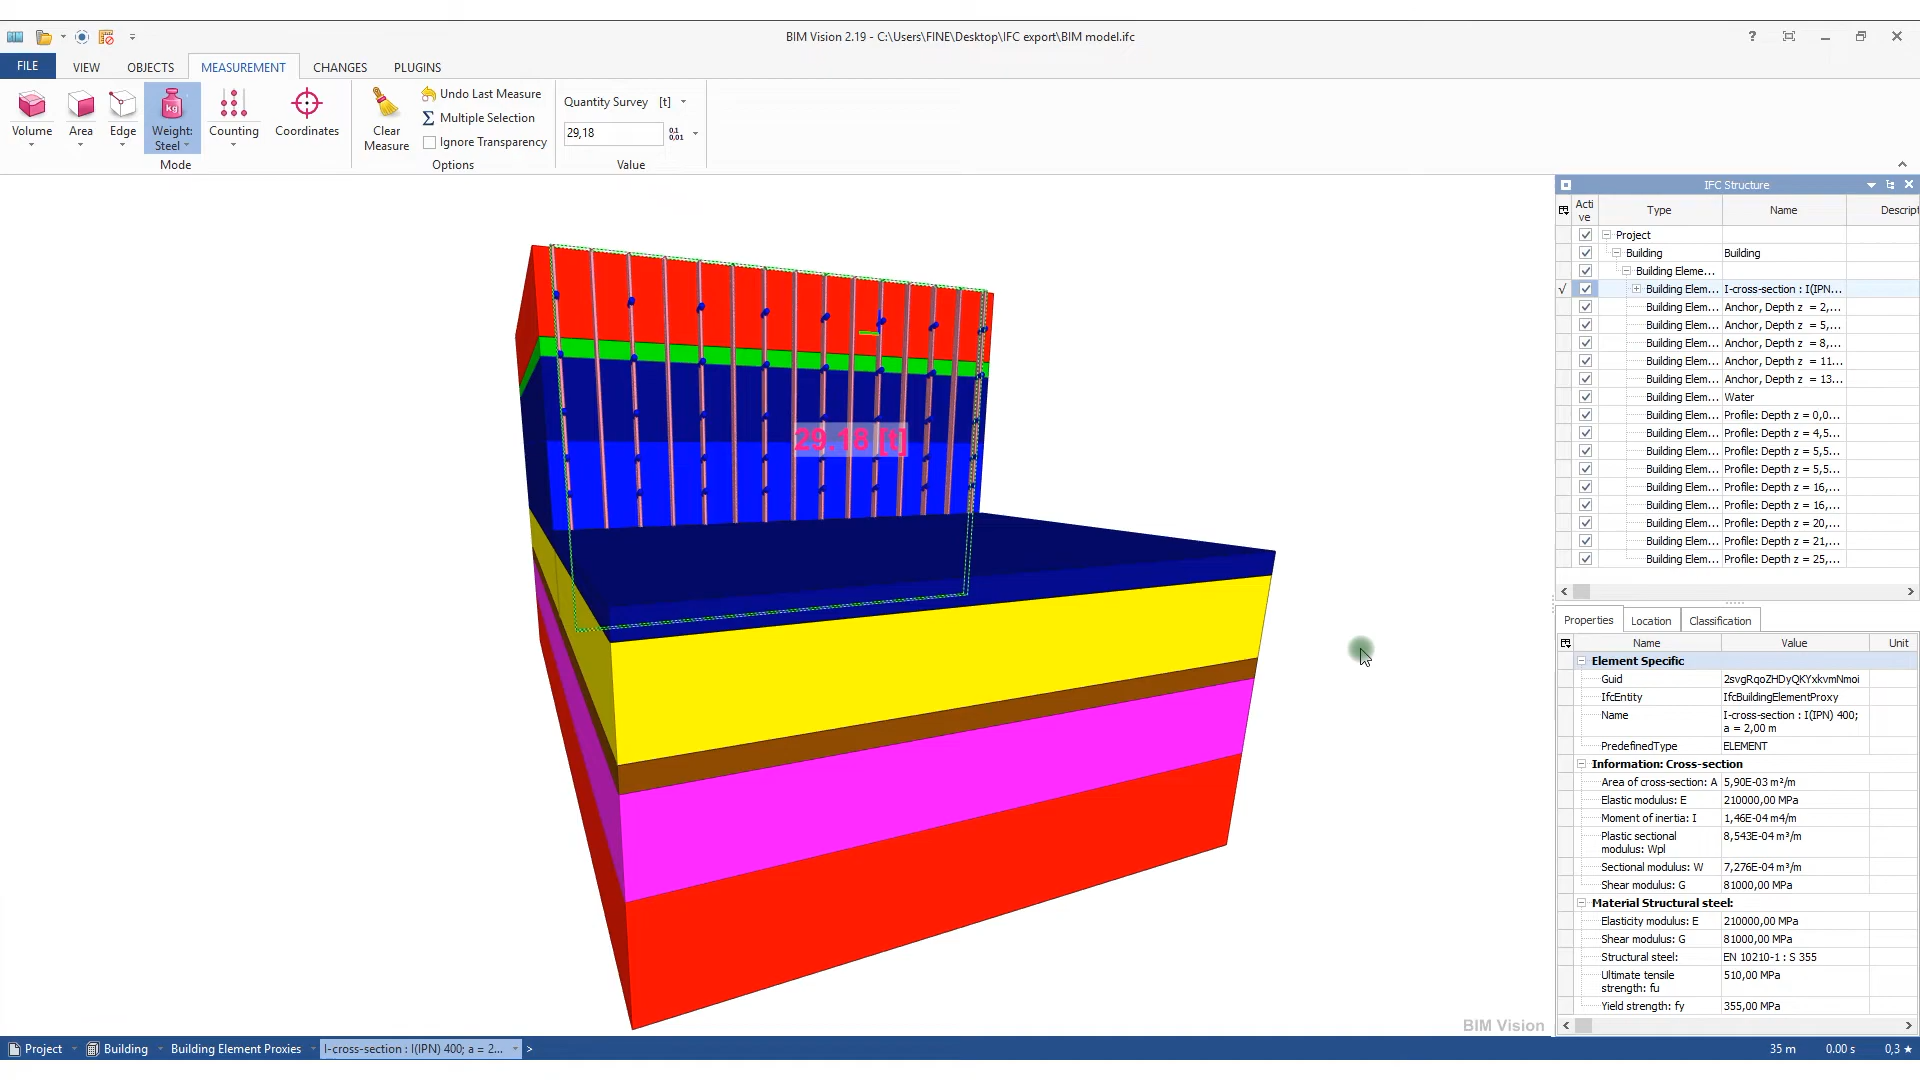 BIM Vision 2.19 - C:\Users\FINE\Desktop\IFC export\BIM model.ifc
FILE VIEW OBJECTS MEASUREMENT CHANGES PLUGINS
Volume
Area
Edge
kg
Weight:
Steel
Counting
Coordinates
Mode
Clear
Measure
Undo Last Measure
Multiple Selection
Ignore Transparency
Options
Quantity Survey [t]
29,18
0,1
0,01
Value
29.18 [t]
IFC Structure
Acti
ve
Type Name Descript
Project
Building Building
Building Eleme...
√ Building Elem... I-cross-section : I(IPN...
Building Elem... Anchor, Depth z = 2,...
Building Elem... Anchor, Depth z = 5,...
Building Elem... Anchor, Depth z = 8,...
Building Elem... Anchor, Depth z = 11...
Building Elem... Anchor, Depth z = 13...
Building Elem... Water
Building Elem... Profile: Depth z = 0,0...
Building Elem... Profile: Depth z = 4,5...
Building Elem... Profile: Depth z = 5,5...
Building Elem... Profile: Depth z = 5,5...
Building Elem... Profile: Depth z = 16,...
Building Elem... Profile: Depth z = 16,...
Building Elem... Profile: Depth z = 20,...
Building Elem... Profile: Depth z = 21,...
Building Elem... Profile: Depth z = 25,...
Properties Location Classification
Name Value Unit
Element Specific
Guid 2svgRqoZHDyQKYxkvmNmoi
IfcEntity IfcBuildingElementProxy
Name I-cross-section : I(IPN) 400;
a = 2,00 m
PredefinedType ELEMENT
Information: Cross-section
Area of cross-section: A 5,90E-03 m²/m
Elastic modulus: E 210000,00 MPa
Moment of inertia: I 1,46E-04 m4/m
Plastic sectional 8,543E-04 m³/m
modulus: Wpl
Sectional modulus: W 7,276E-04 m³/m
Shear modulus: G 81000,00 MPa
Material Structural steel:
Elasticity modulus: E 210000,00 MPa
Shear modulus: G 81000,00 MPa
Structural steel: EN 10210-1 : S 355
Ultimate tensile 510,00 MPa
strength: fu
Yield strength: fy 355,00 MPa
BIM Vision
Project Building Building Element Proxies I-cross-section : I(IPN) 400; a = 2... > 35 m 0.00 s 0,3 ★